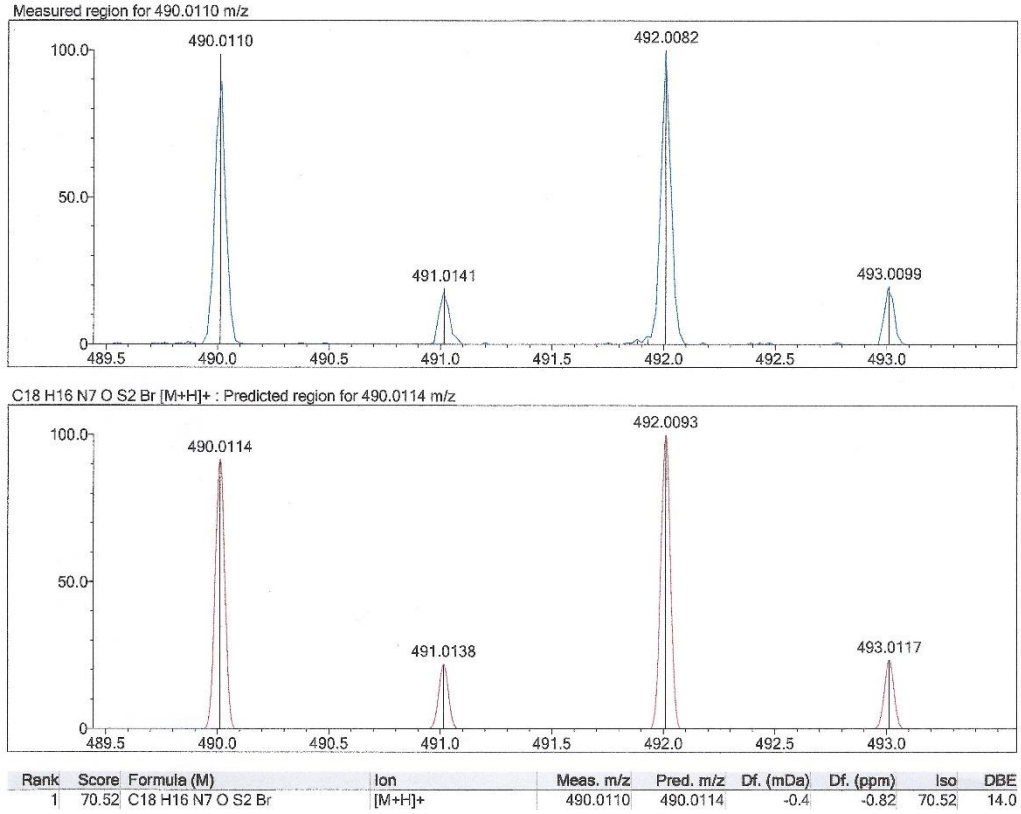 Measured region for 490.0110 m/z
490.0110
492.0082
100.0
50.0
491.0141
493.0099
0
489.5 490.0 490.5 491.0 491.5 492.0 492.5 493.0
C18 H16 N7 O S2 Br [M+H]+ : Predicted region for 490.0114 m/z
492.0093
100.0
490.0114
50.0
491.0138
493.0117
0
489.5 490.0 490.5 491.0 491.5 492.0 492.5 493.0
Rank Score Formula (M) Ion Meas. m/z Pred. m/z Df. (mDa) Df. (ppm) Iso DBE
1 70.52 C18 H16 N7 O S2 Br [M+H]+ 490.0110 490.0114 -0.4 -0.82 70.52 14.0